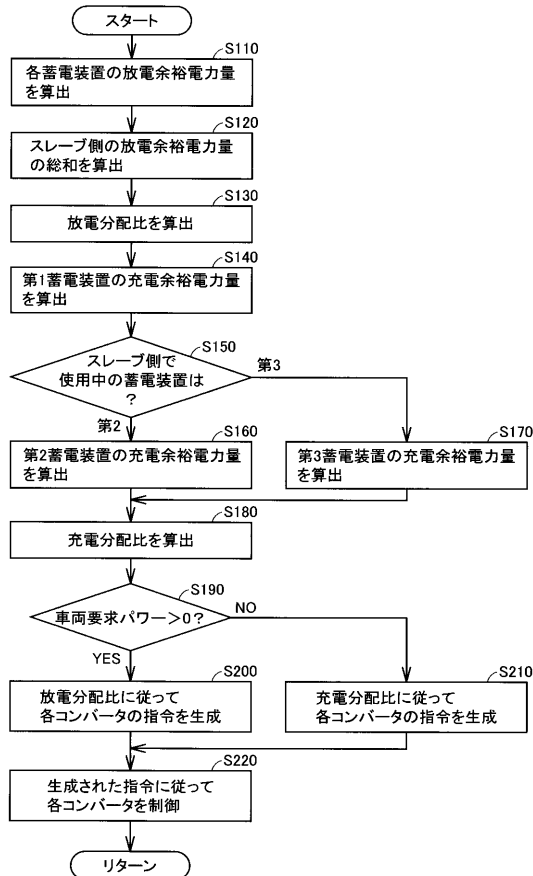 スタート
S110
各蓄電装置の放電余裕電力量
を算出
S120
スレーブ側の放電余裕電力量
の総和を算出
S130
放電分配比を算出
S140
第1蓄電装置の充電余裕電力量
を算出
S150
スレーブ側で
使用中の蓄電装置は
?
第3
第2
S160
第2蓄電装置の充電余裕電力量
を算出
S170
第3蓄電装置の充電余裕電力量
を算出
S180
充電分配比を算出
S190
車両要求パワー>0?
NO
YES
S200
放電分配比に従って
各コンバータの指令を生成
S210
充電分配比に従って
各コンバータの指令を生成
S220
生成された指令に従って
各コンバータを制御
リターン